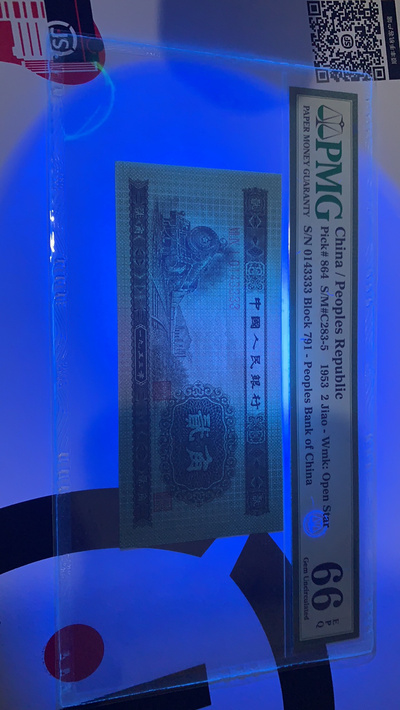 JSA
PMG
PAPER MONEY GUARANTY
China / Peoples Republic
Pick# 864 S/M#C283-5 1953 2 Jiao - Wmk: Open Star
S/N 0143333 Block 791 - Peoples Bank of China
66 EPQ
Gem Uncirculated
中國人民銀行
貳角